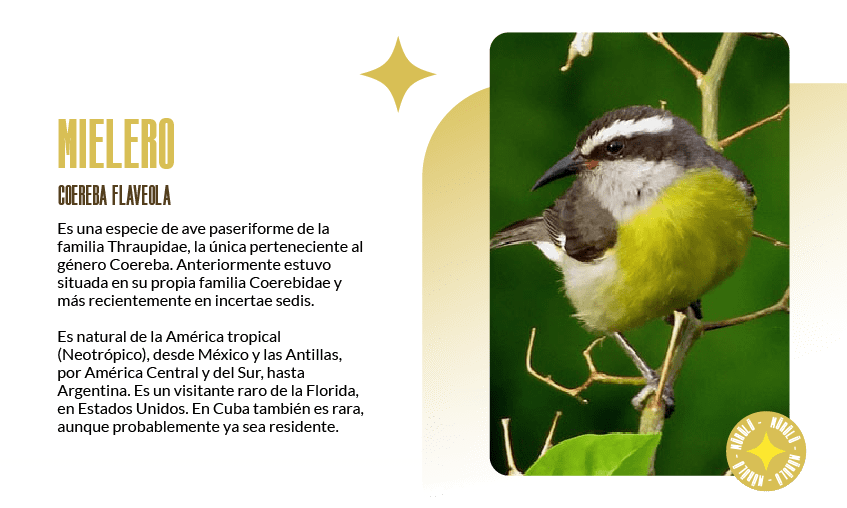 MIELERO
COEREBA FLAVEOLA
Es una especie de ave paseriforme de la
familia Thraupidae, la única perteneciente al
género Coereba. Anteriormente estuvo
situada en su propia familia Coerebidae y
más recientemente en incertae sedis.
Es natural de la América tropical
(Neotrópico), desde México y las Antillas,
por América Central y del Sur, hasta
Argentina. Es un visitante raro de la Florida,
en Estados Unidos. En Cuba también es rara,
aunque probablemente ya sea residente.